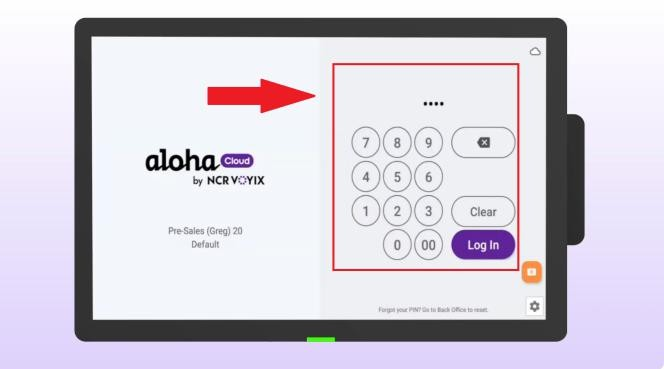 aloha Cloud
by NCR VOYIX
Pre-Sales (Greg) 20
Default
7 8 9
4 5 6
1 2 3 Clear
0 00 Log In
Forgot your PIN? Go to Back Office to reset.